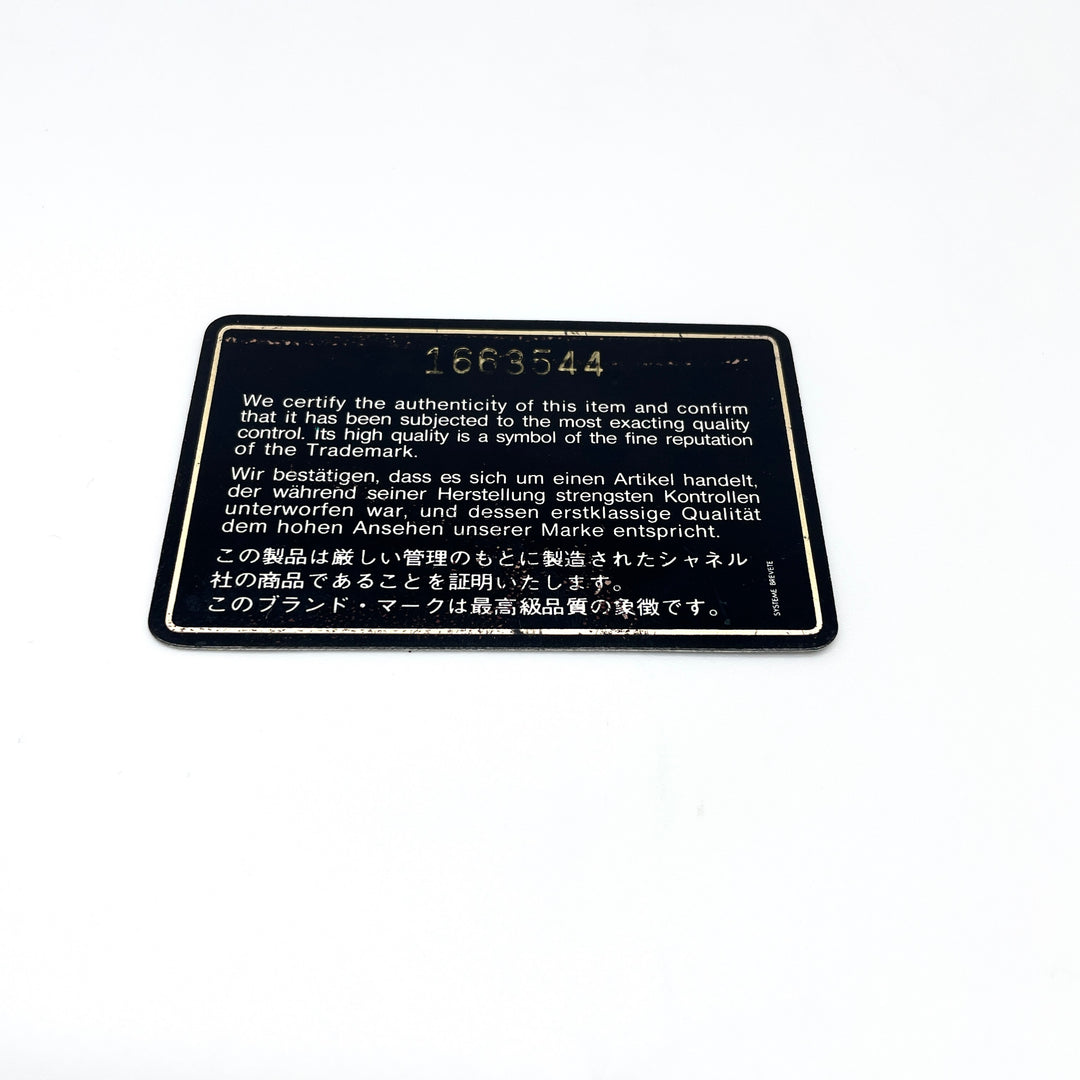 1663544
We certify the authenticity of this item and confirm
that it has been subjected to the most exacting quality
control. Its high quality is a symbol of the fine reputation
of the Trademark.
Wir bestätigen, dass es sich um einen Artikel handelt,
der während seiner Herstellung strengsten Kontrollen
unterworfen war, und dessen erstklassige Qualität
dem hohen Ansehen unserer Marke entspricht.
この製品は厳しい管理のもとに製造されたシャネル
社の商品であることを証明いたします。
このブランド・マークは最高級品質の象徴です。
SYSTEME BREVETE